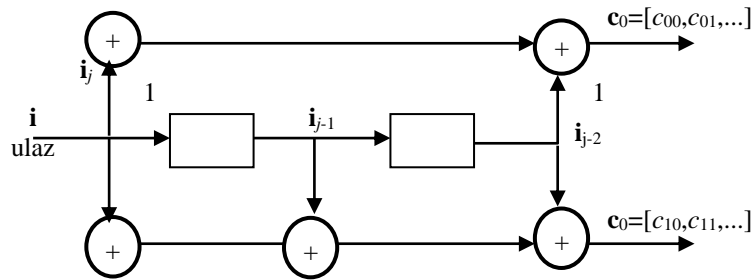 c₀=[c₀₀,c₀₁,...]
+
+
iⱼ
1
1
i
ulaz
iⱼ₋₁
iⱼ₋₂
c₀=[c₁₀,c₁₁,...]
+
+
+